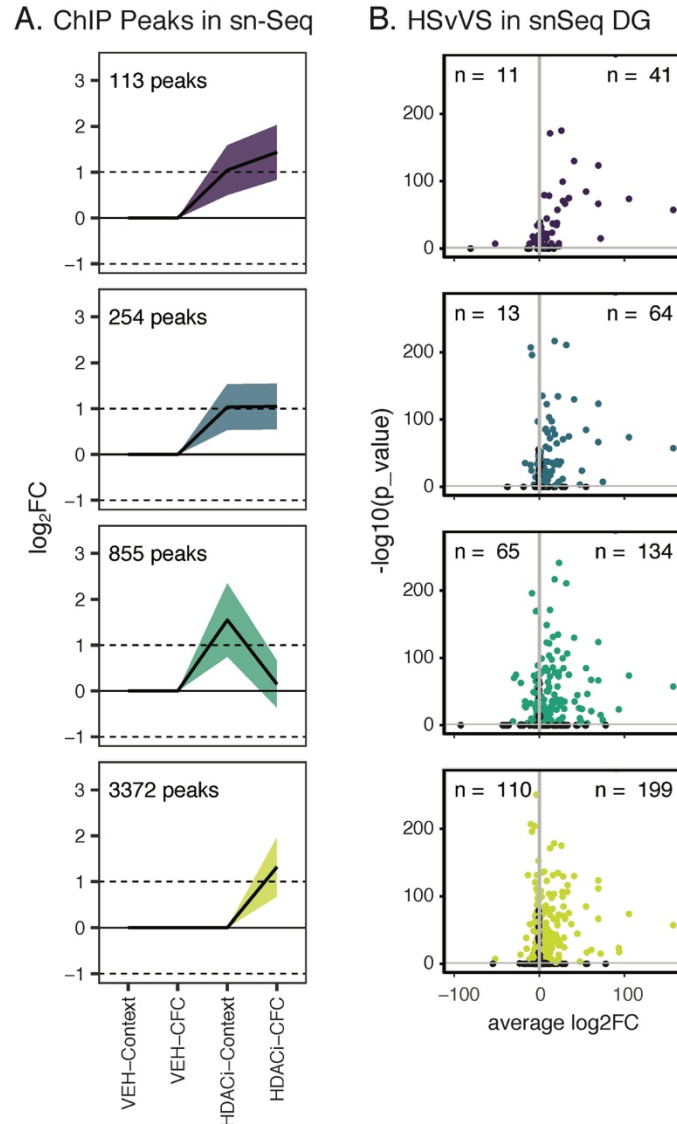 A. ChIP Peaks in sn-Seq
log₂FC
113 peaks
3
2
1
0
−1
254 peaks
3
2
1
0
−1
855 peaks
3
2
1
0
−1
3372 peaks
3
2
1
0
−1
VEH−Context
VEH−CFC
HDACi−Context
HDACi−CFC
B. HSvVS in snSeq DG
-log10(p_value)
n = 11 n = 41
200
100
0
n = 13 n = 64
200
100
0
n = 65 n = 134
200
100
0
n = 110 n = 199
200
100
0
−100 0 100
average log2FC